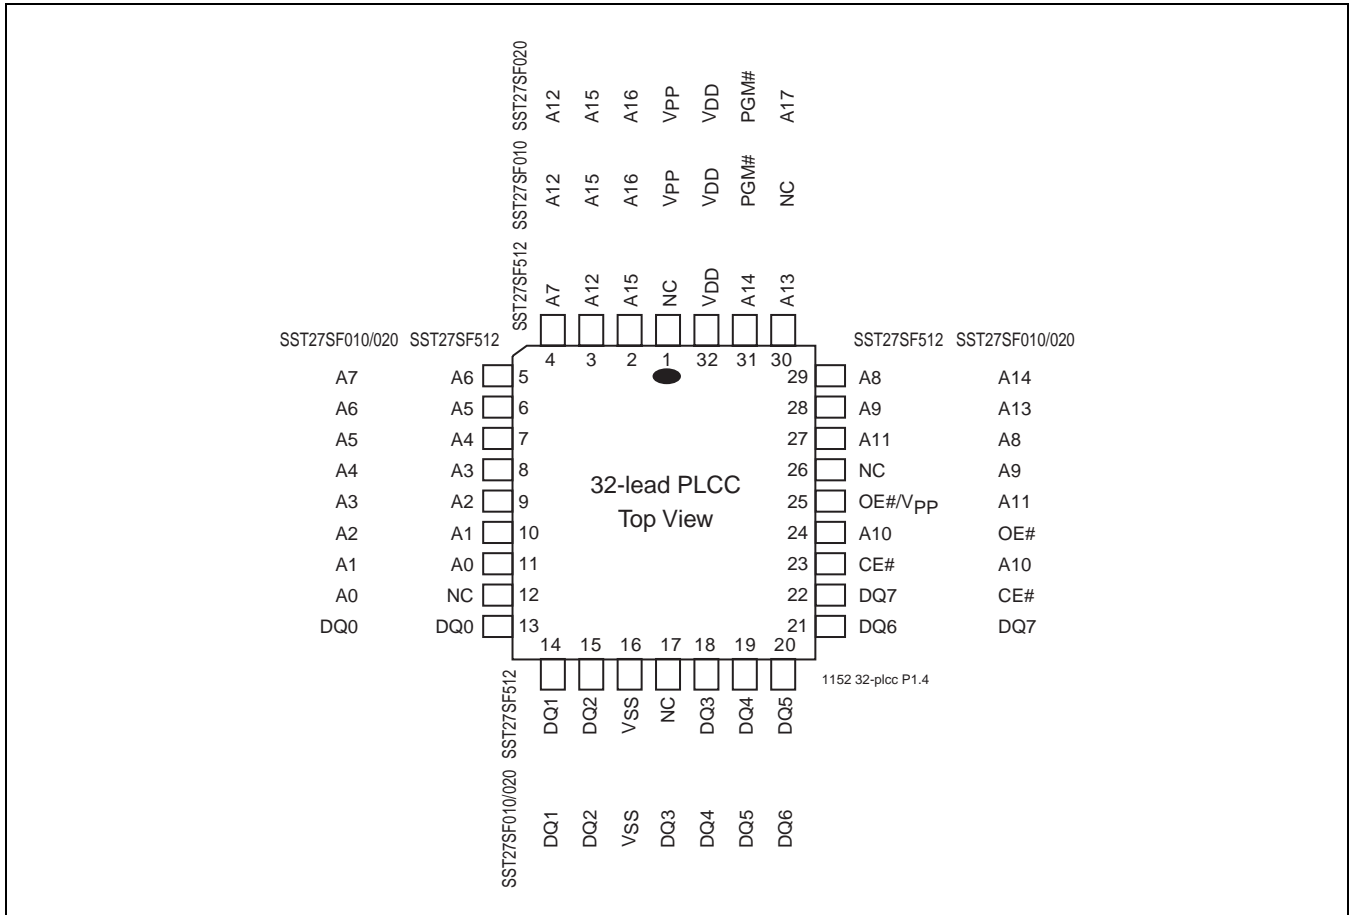 SST27SF020 A12 A15 A16 VPP VDD PGM# A17
SST27SF010 A12 A15 A16 VPP VDD PGM# NC
SST27SF512 A7 A12 A15 NC VDD A14 A13
SST27SF010/020 SST27SF512 SST27SF512 SST27SF010/020
4 3 2 1 32 31 30
A7 A6 5 29 A8 A14
A6 A5 6 28 A9 A13
A5 A4 7 27 A11 A8
A4 A3 8 26 NC A9
A3 A2 9 25 OE#/VPP A11
A2 A1 10 24 A10 OE#
A1 A0 11 23 CE# A10
A0 NC 12 22 DQ7 CE#
DQ0 DQ0 13 21 DQ6 DQ7
32-lead PLCC
Top View
14 15 16 17 18 19 20
1152 32-plcc P1.4
SST27SF512 DQ1 DQ2 VSS NC DQ3 DQ4 DQ5
SST27SF010/020 DQ1 DQ2 VSS DQ3 DQ4 DQ5 DQ6